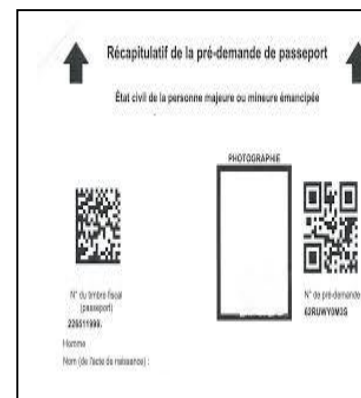 Récapitulatif de la pré-demande de passeport
État civil de la personne majeure ou mineure émancipée
PHOTOGRAPHIE
N° du timbre fiscal
(passeport)
N° de pré-demande
Homme
Nom (de l'acte de naissance) :